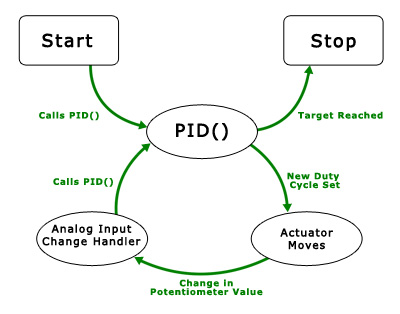 Start
Stop
Calls PID()
Target Reached
PID()
Calls PID()
New Duty
Cycle Set
Analog Input
Change Handler
Actuator
Moves
Change in
Potentiometer Value